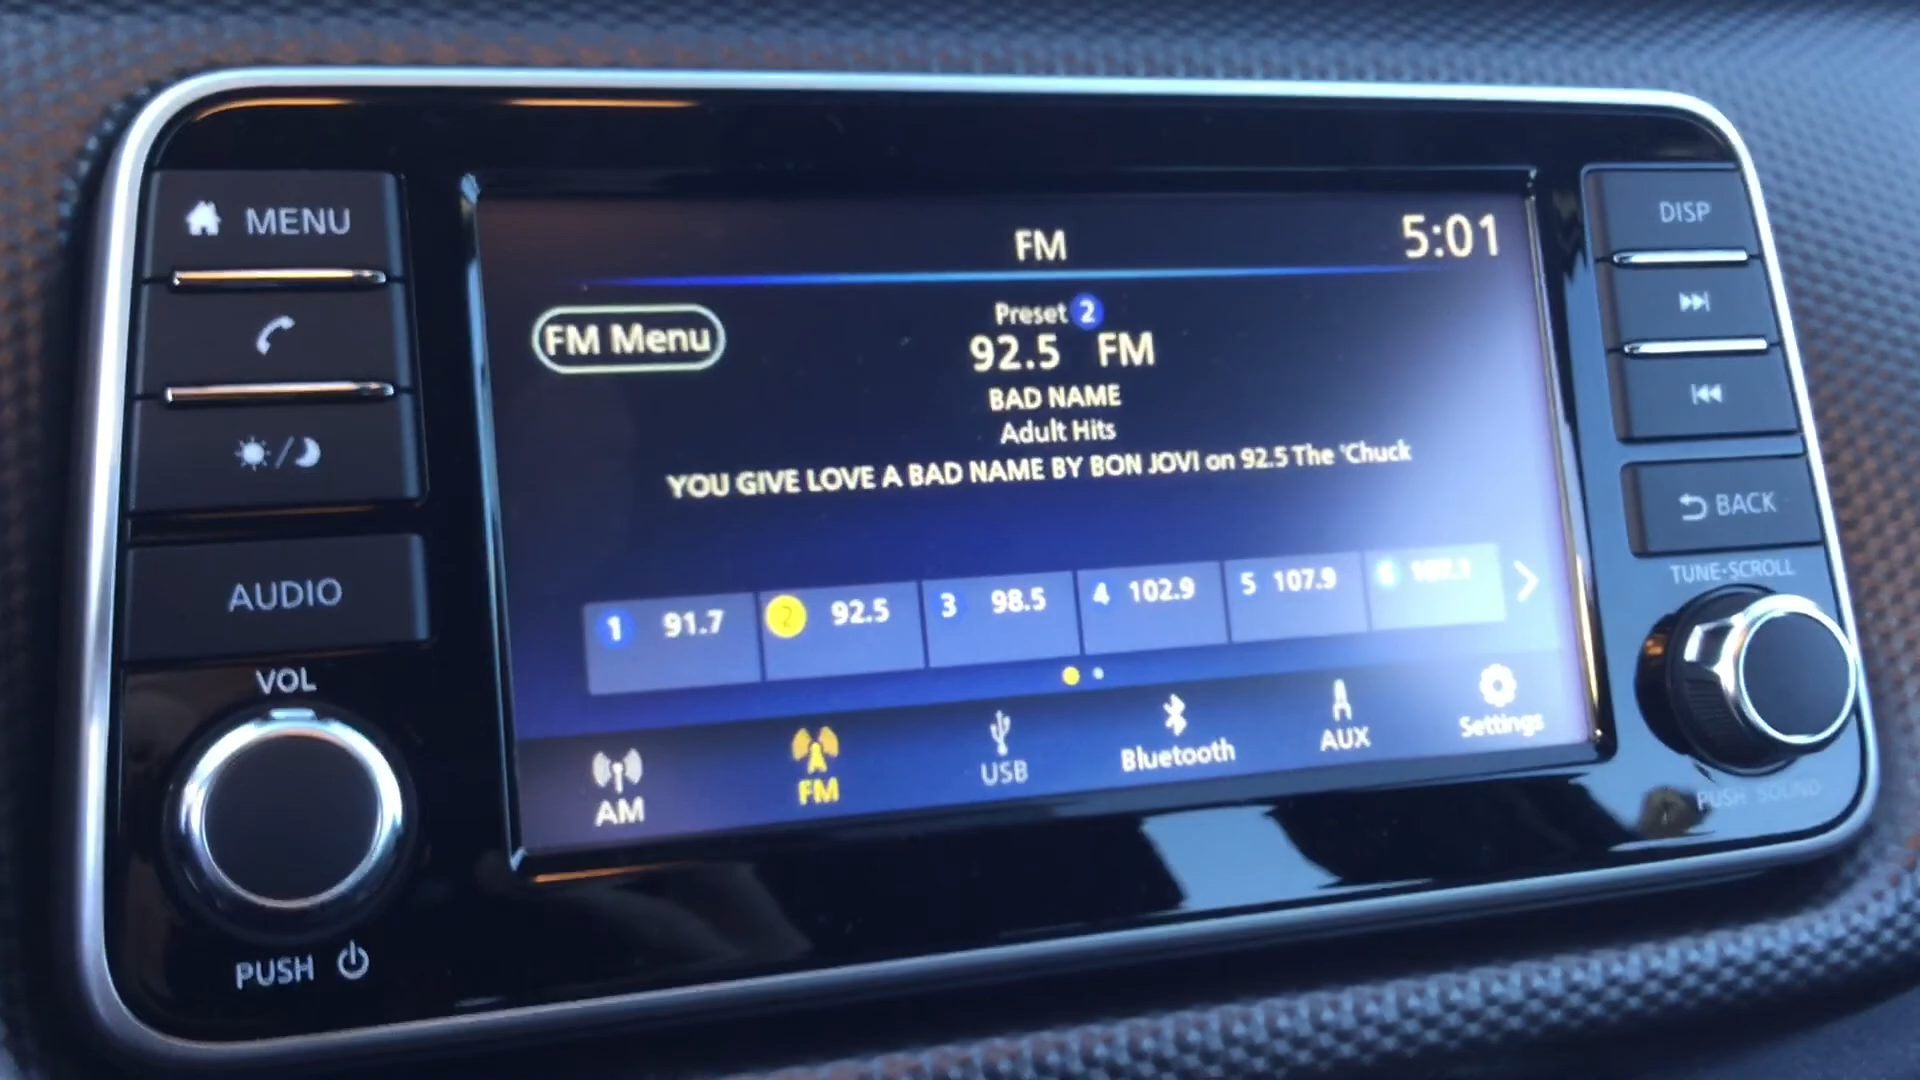 MENU
AUDIO
VOL
PUSH
FM
5:01
FM Menu
Preset 2
92.5 FM
BAD NAME
Adult Hits
YOU GIVE LOVE A BAD NAME BY BON JOVI on 92.5 The 'Chuck
1 91.7
2 92.5
3 98.5
4 102.9
5 107.9
AM
FM
USB
Bluetooth
AUX
Settings
DISP
BACK
TUNE•SCROLL
PUSH SOUND